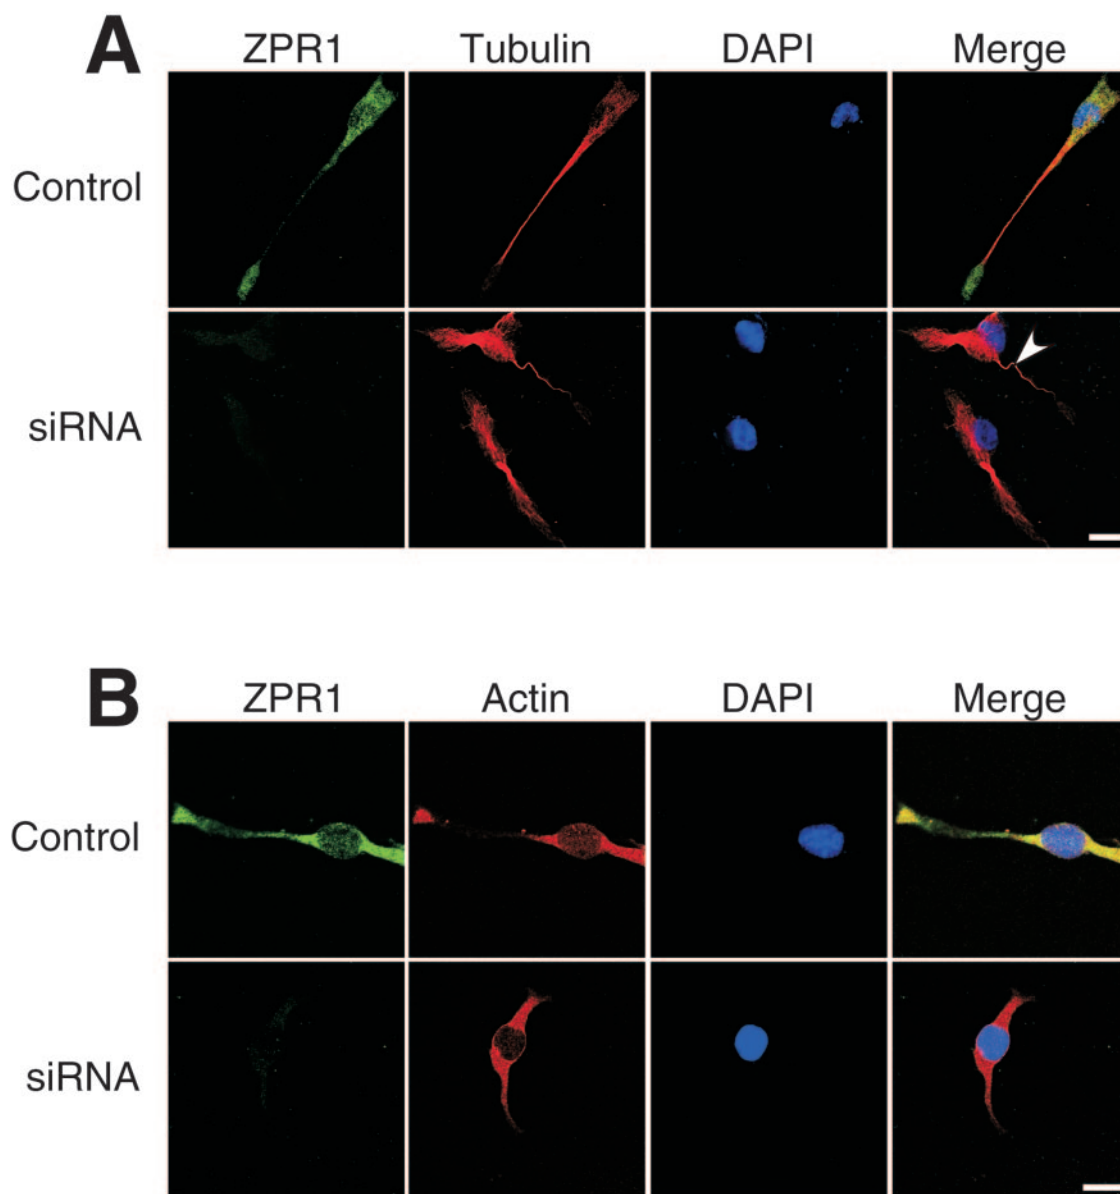 A
ZPR1 Tubulin DAPI Merge
Control
siRNA
B
ZPR1 Actin DAPI Merge
Control
siRNA